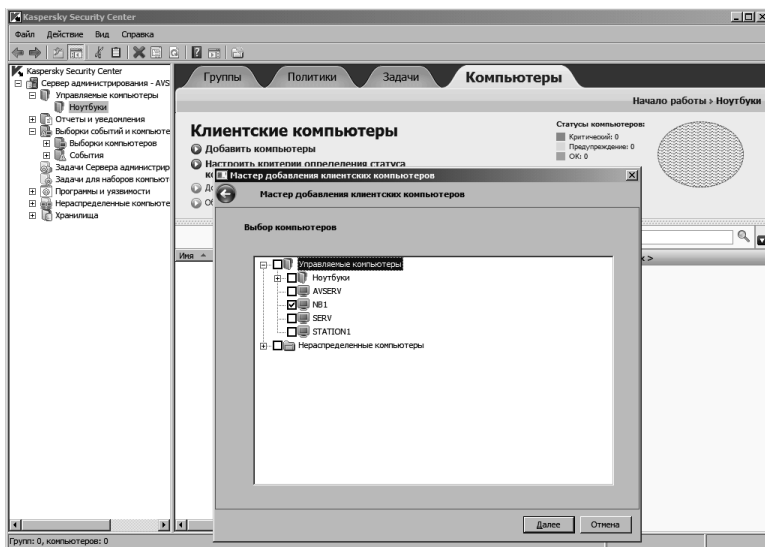 Kaspersky Security Center
Файл Действие Вид Справка
Kaspersky Security Center
Сервер администрирования - AVS
Управляемые компьютеры
Ноутбуки
Отчеты и уведомления
Выборки событий и компьюте
Выборки компьютеров
События
Задачи Сервера администрир
Задачи для наборов компьют
Программы и уязвимости
Нераспределенные компьюте
Хранилища
Группы Политики Задачи Компьютеры
Начало работы › Ноутбуки
Клиентские компьютеры
Добавить компьютеры
Настроить критерии определения статуса
Статусы компьютеров:
Критический: 0
Предупреждение: 0
OK: 0
Имя
Мастер добавления клиентских компьютеров
Мастер добавления клиентских компьютеров
Выбор компьютеров
Управляемые компьютеры
Ноутбуки
AVSERV
NB1
SERV
STATION1
Нераспределенные компьютеры
Далее Отмена
Групп: 0, компьютеров: 0